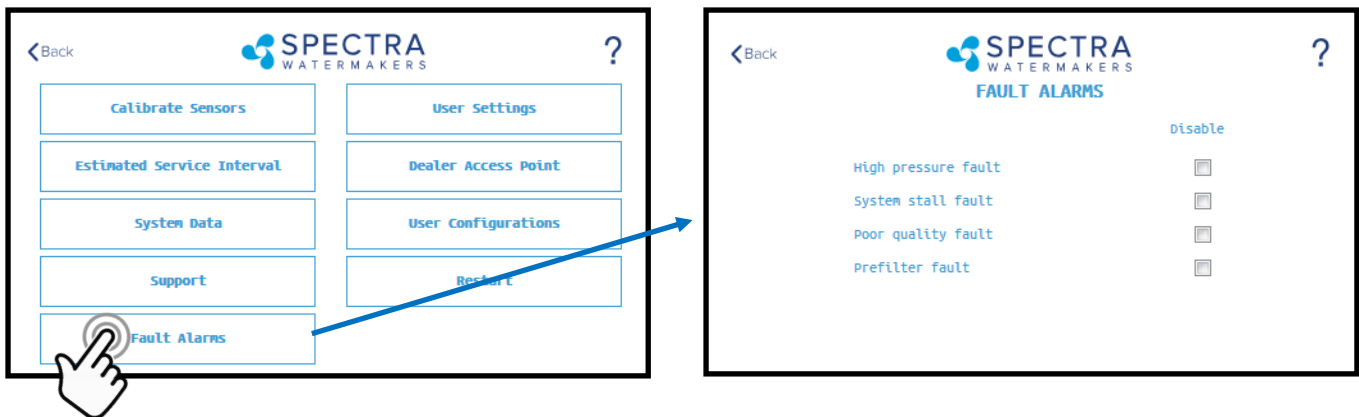 Back
SPECTRA
WATERMAKERS
?
Calibrate Sensors
User Settings
Estimated Service Interval
Dealer Access Point
System Data
User Configurations
Support
Restart
Fault Alarms
Back
SPECTRA
WATERMAKERS
?
FAULT ALARMS
Disable
High pressure fault
System stall fault
Poor quality fault
Prefilter fault